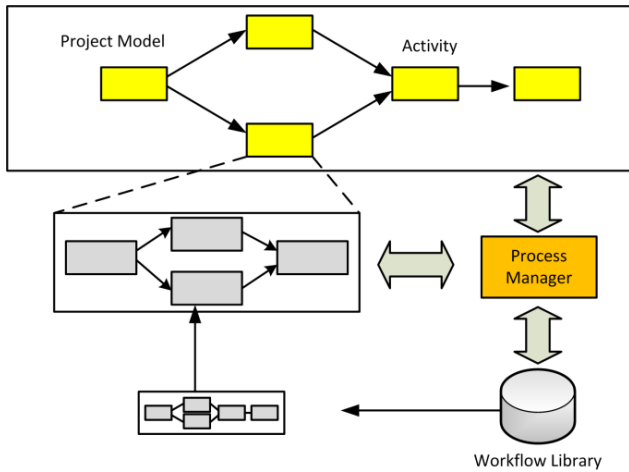 Project Model
Activity
Process
Manager
Workflow Library